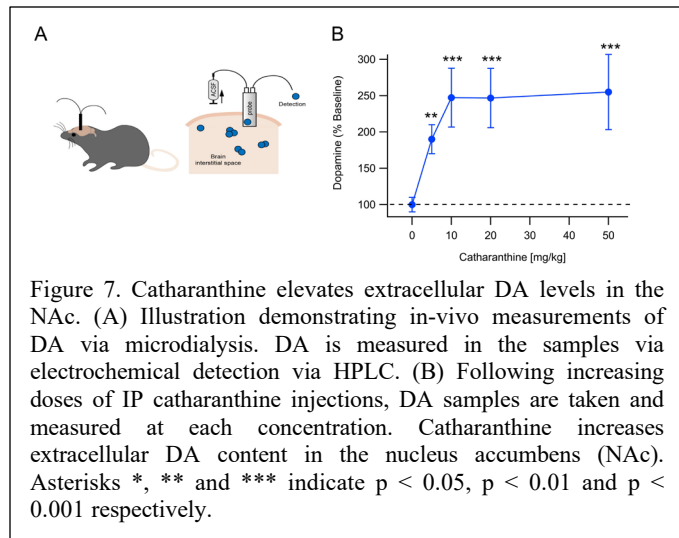 A
B
ACSF
probe
Detection
Brain
interstitial space
Dopamine (% Baseline)
300
250
200
150
100
**
***
***
***
0
10
20
30
40
50
Catharanthine [mg/kg]
Figure 7. Catharanthine elevates extracellular DA levels in the
NAc. (A) Illustration demonstrating in-vivo measurements of
DA via microdialysis. DA is measured in the samples via
electrochemical detection via HPLC. (B) Following increasing
doses of IP catharanthine injections, DA samples are taken and
measured at each concentration. Catharanthine increases
extracellular DA content in the nucleus accumbens (NAc).
Asterisks *, ** and *** indicate p < 0.05, p < 0.01 and p <
0.001 respectively.